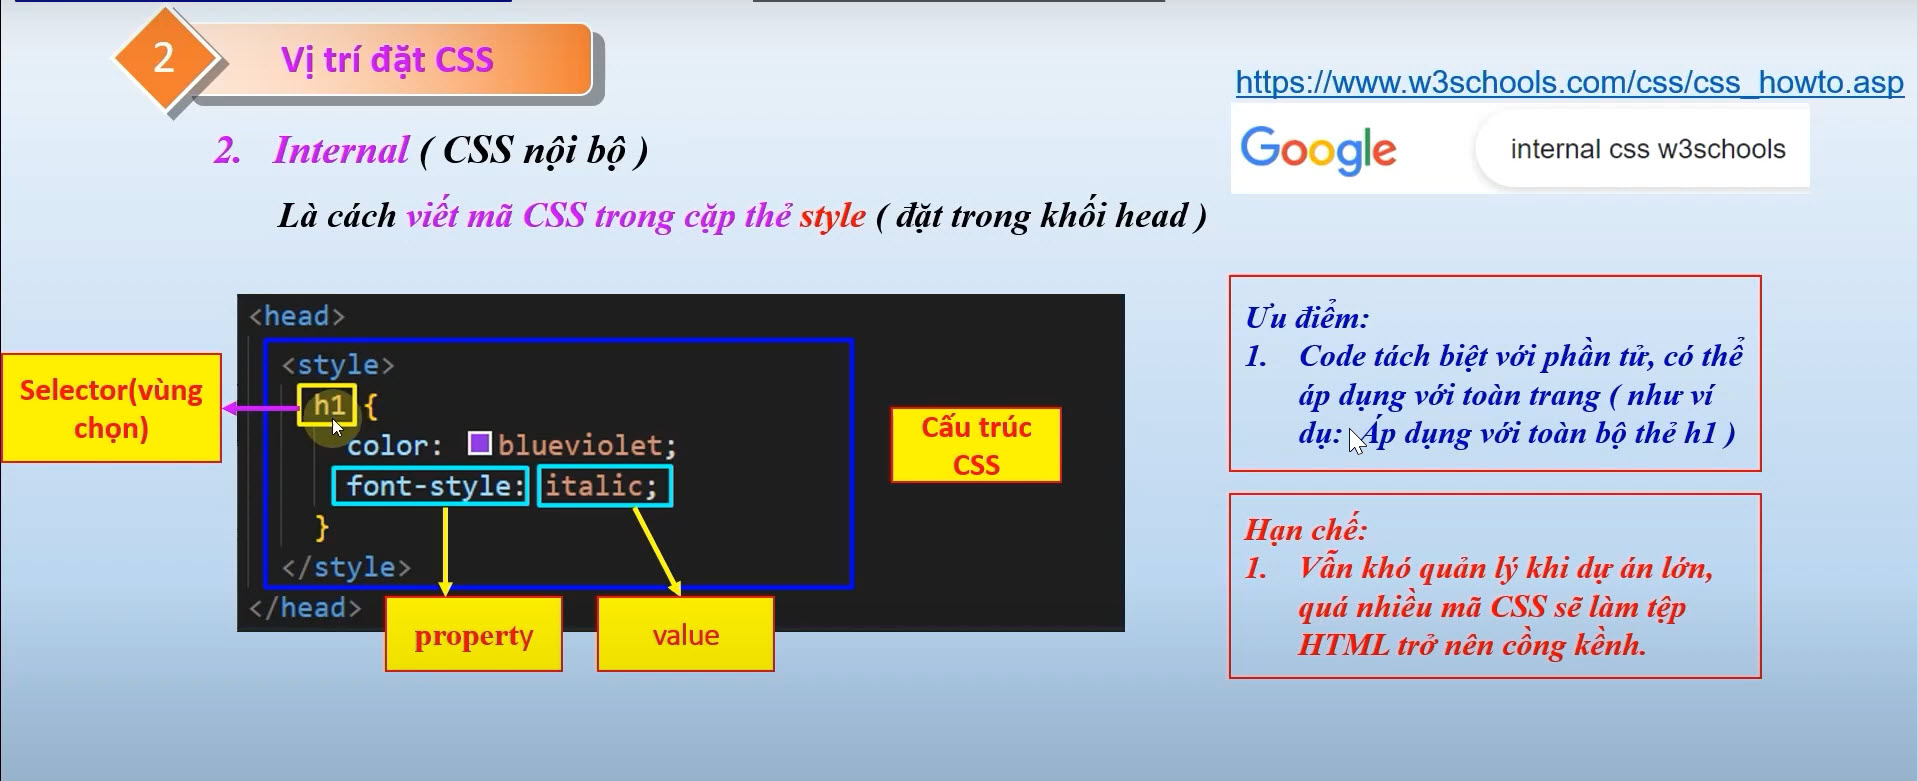 2
Vị trí đặt CSS
https://www.w3schools.com/css/css_howto.asp
Google
internal css w3schools
2. Internal ( CSS nội bộ )
Là cách viết mã CSS trong cặp thẻ style ( đặt trong khối head )
<head>
<style>
h1 {
color: blueviolet;
font-style: italic;
}
</style>
</head>
Selector(vùng
chọn)
property
value
Cấu trúc
CSS
Ưu điểm:
1. Code tách biệt với phần tử, có thể
áp dụng với toàn trang ( như ví
dụ: Áp dụng với toàn bộ thẻ h1 )
Hạn chế:
1. Vẫn khó quản lý khi dự án lớn,
quá nhiều mã CSS sẽ làm tệp
HTML trở nên cồng kềnh.